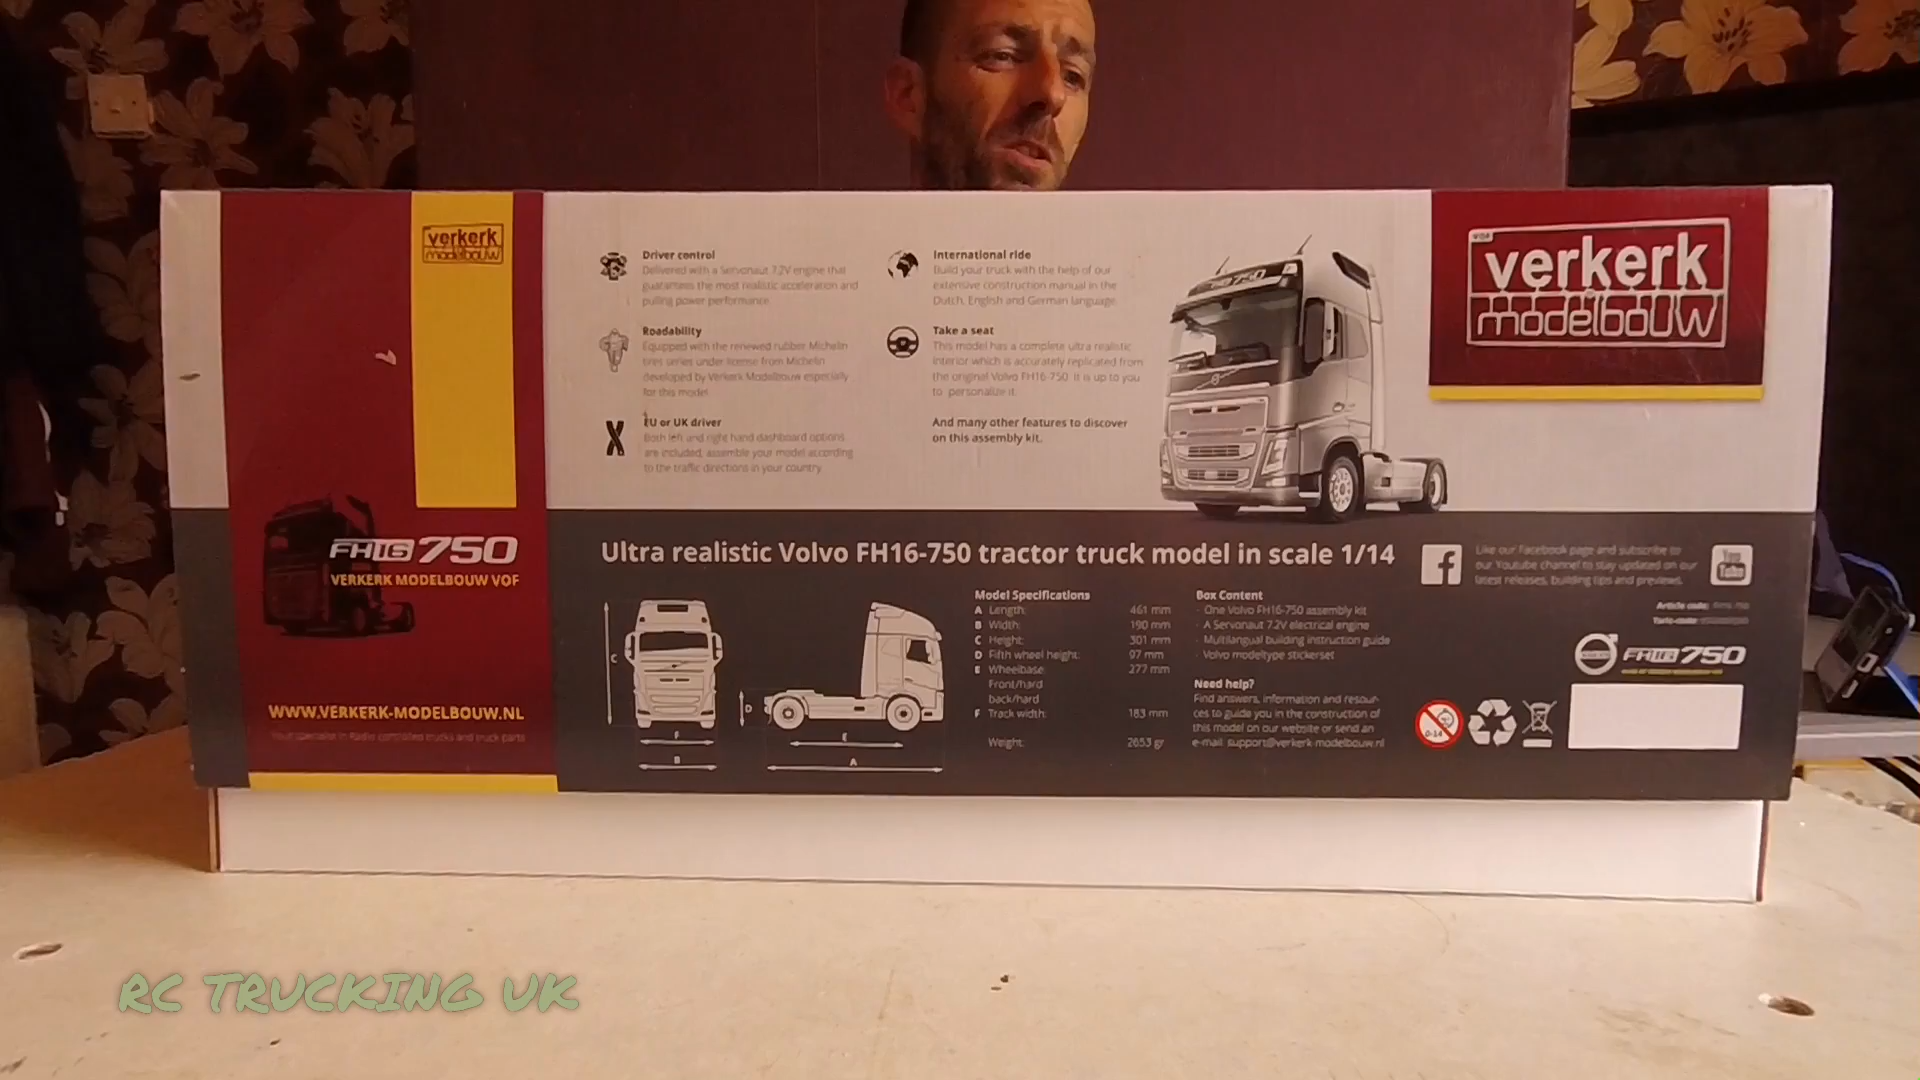 verkerk
modelbouw
FH16 750
VERKERK MODELBOUW VOF
WWW.VERKERK-MODELBOUW.NL
Your specialist in Radio controlled trucks and truck parts
Driver control
Delivered with a Servonaut 7.2V engine that
guarantees the most realistic acceleration and
pulling power performance.
Roadability
Equipped with the renewed rubber Michelin
tires series under license from Michelin
developed by Verkerk Modelbouw especially
for this model.
EU or UK driver
Both left and right hand dashboard options
are included, assemble your model according
to the traffic directions in your country.
International ride
Build your truck with the help of our
extensive construction manual in the
Dutch, English and German language.
Take a seat
This model has a complete ultra realistic
interior which is accurately replicated from
the original Volvo FH16-750. It is up to you
to personalize it.
And many other features to discover
on this assembly kit.
verkerk
modelbouw
Ultra realistic Volvo FH16-750 tractor truck model in scale 1/14
C
D
F
B
E
A
Model Specifications
A Length: 461 mm
B Width: 190 mm
C Height: 301 mm
D Fifth wheel height: 97 mm
E Wheelbase: 277 mm
Front/hard
back/hard
F Track width: 183 mm
Weight: 2653 gr
Box Content
- One Volvo FH16-750 assembly kit
- A Servonaut 7.2V electrical engine
- Multilangual building instruction guide
- Volvo modeltype stickerset
Need help?
Find answers, information and resour-
ces to guide you in the construction of
this model on our website or send an
e-mail: support@verkerk-modelbouw.nl
Like our Facebook page and subscribe to
our Youtube channel to stay updated on our
latest releases, building tips and previews.
You
Tube
Article code:
Taric-code:
FH16 750
0-14
RC TRUCKING UK